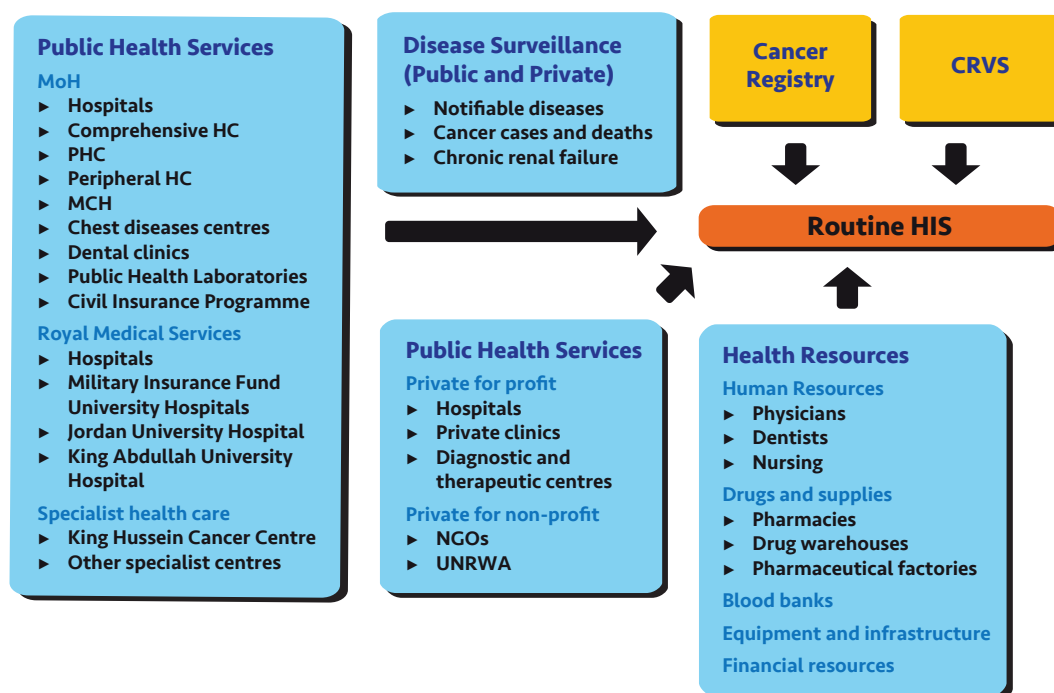 Public Health Services
MoH
► Hospitals
► Comprehensive HC
► PHC
► Peripheral HC
► MCH
► Chest diseases centres
► Dental clinics
► Public Health Laboratories
► Civil Insurance Programme
Royal Medical Services
► Hospitals
► Military Insurance Fund
University Hospitals
► Jordan University Hospital
► King Abdullah University
Hospital
Specialist health care
► King Hussein Cancer Centre
► Other specialist centres
Disease Surveillance
(Public and Private)
► Notifiable diseases
► Cancer cases and deaths
► Chronic renal failure
Cancer
Registry
CRVS
Routine HIS
Public Health Services
Private for profit
► Hospitals
► Private clinics
► Diagnostic and
therapeutic centres
Private for non-profit
► NGOs
► UNRWA
Health Resources
Human Resources
► Physicians
► Dentists
► Nursing
Drugs and supplies
► Pharmacies
► Drug warehouses
► Pharmaceutical factories
Blood banks
Equipment and infrastructure
Financial resources